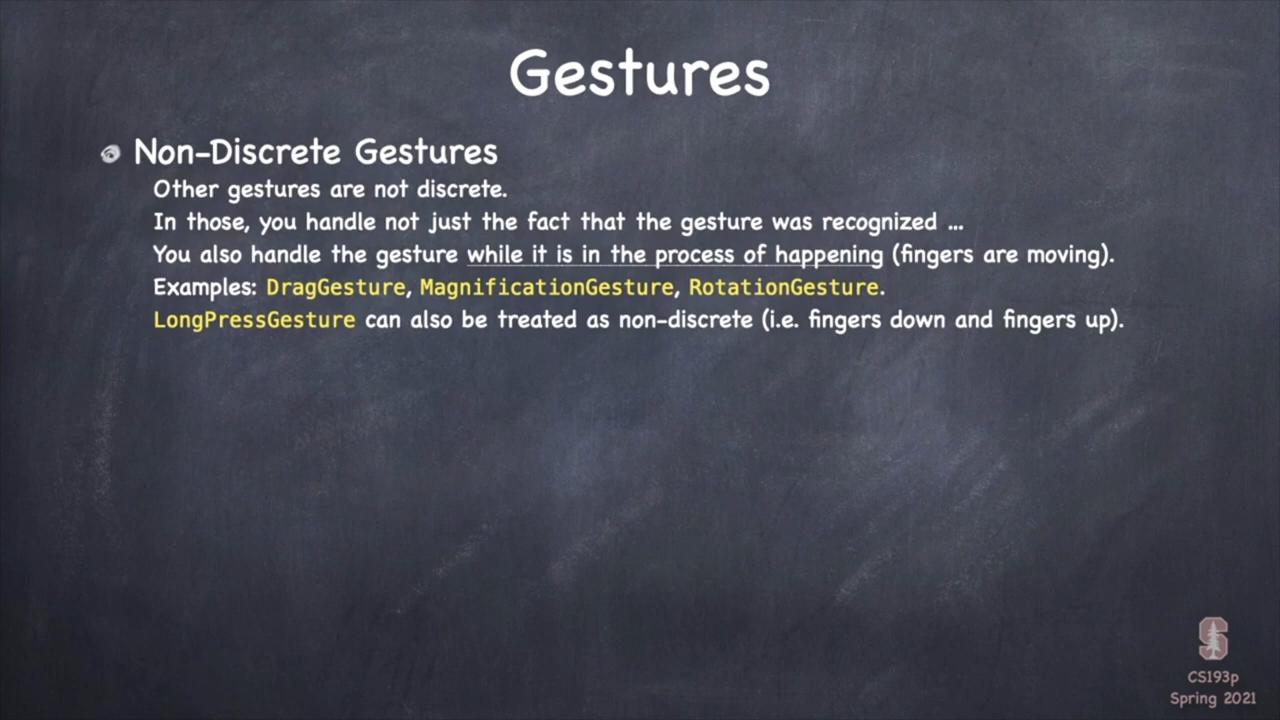 Gestures
Non-Discrete Gestures
Other gestures are not discrete.
In those, you handle not just the fact that the gesture was recognized ...
You also handle the gesture while it is in the process of happening (fingers are moving).
Examples: DragGesture, MagnificationGesture, RotationGesture.
LongPressGesture can also be treated as non-discrete (i.e. fingers down and fingers up).
S
CS193p
Spring 2021